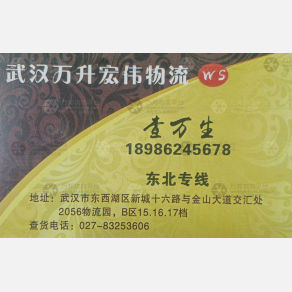 武汉万升宏伟物流 WS
查万生
18986245678
东北专线
地址：武汉市东西湖区新城十六路与金山大道交汇处
2056物流园，B区15.16.17档
查货电话：027-83253606